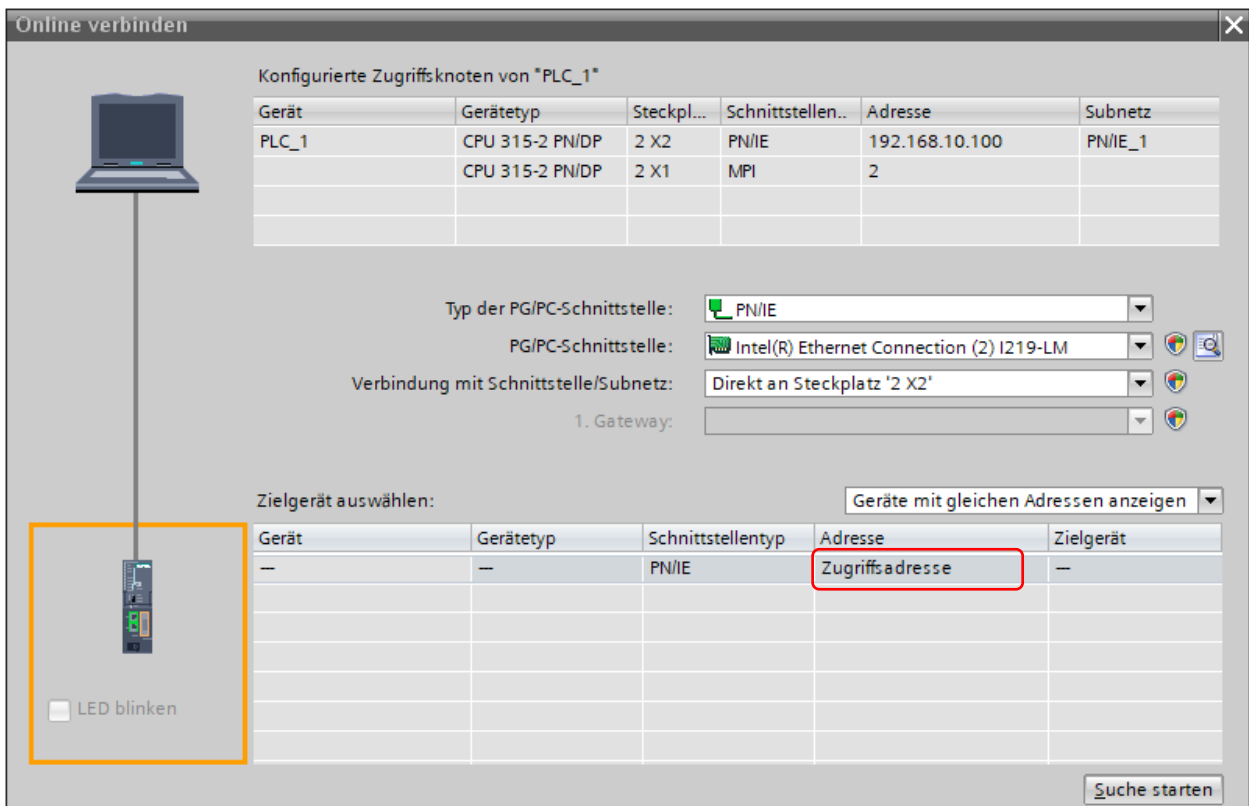 Online verbinden
Konfigurierte Zugriffsknoten von "PLC_1"
Gerät Gerätetyp Steckpl... Schnittstellen.. Adresse Subnetz
PLC_1 CPU 315-2 PN/DP 2 X2 PN/IE 192.168.10.100 PN/IE_1
CPU 315-2 PN/DP 2 X1 MPI 2
Typ der PG/PC-Schnittstelle: PN/IE
PG/PC-Schnittstelle: Intel(R) Ethernet Connection (2) I219-LM
Verbindung mit Schnittstelle/Subnetz: Direkt an Steckplatz '2 X2'
1. Gateway:
Zielgerät auswählen: Geräte mit gleichen Adressen anzeigen
Gerät Gerätetyp Schnittstellentyp Adresse Zielgerät
— — PN/IE Zugriffsadresse —
LED blinken
Suche starten